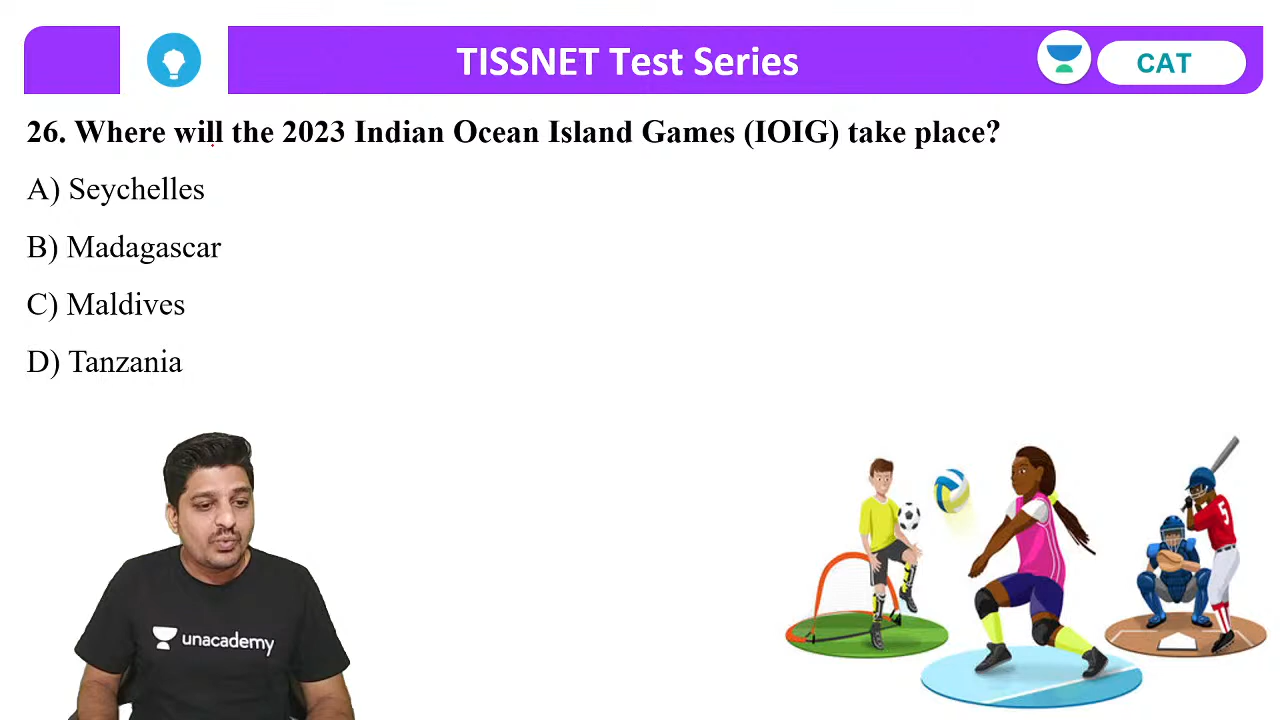 TISSNET Test Series
CAT
26. Where will the 2023 Indian Ocean Island Games (IOIG) take place?
A) Seychelles
B) Madagascar
C) Maldives
D) Tanzania
unacademy
5